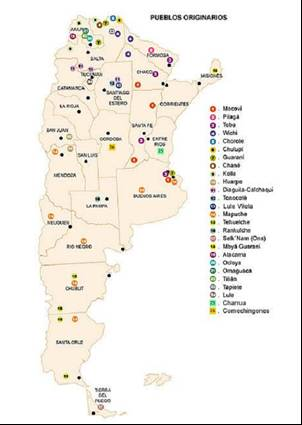 PUEBLOS ORIGINARIOS
JUJUY
SALTA
FORMOSA
CHACO
MISIONES
TUCUMAN
CATAMARCA
SANTIAGO
DEL
ESTERO
CORRIENTES
LA RIOJA
SANTA FE
SAN JUAN
CORDOBA
ENTRE
RIOS
SAN LUIS
MENDOZA
BUENOS AIRES
LA PAMPA
NEUQUEN
RIO NEGRO
CHUBUT
SANTA CRUZ
TIERRA
DEL
FUEGO
. Mocoví
. Pilagá
. Toba
. Wichí
. Chorote
. Chulupí
. Guaraní
. Chané
. Kolla
. Huarpe
. Diaguita-Calchaquí
. Tonocoté
. Lule Vilela
. Mapuche
. Tehuelche
. Rankulche
. Selk'Nam (Ona)
. Mbyá Guaraní
. Atacama
. Ocloya
. Omaguaca
. Tilián
. Tapiete
. Lule
. Charrua
. Comechingones